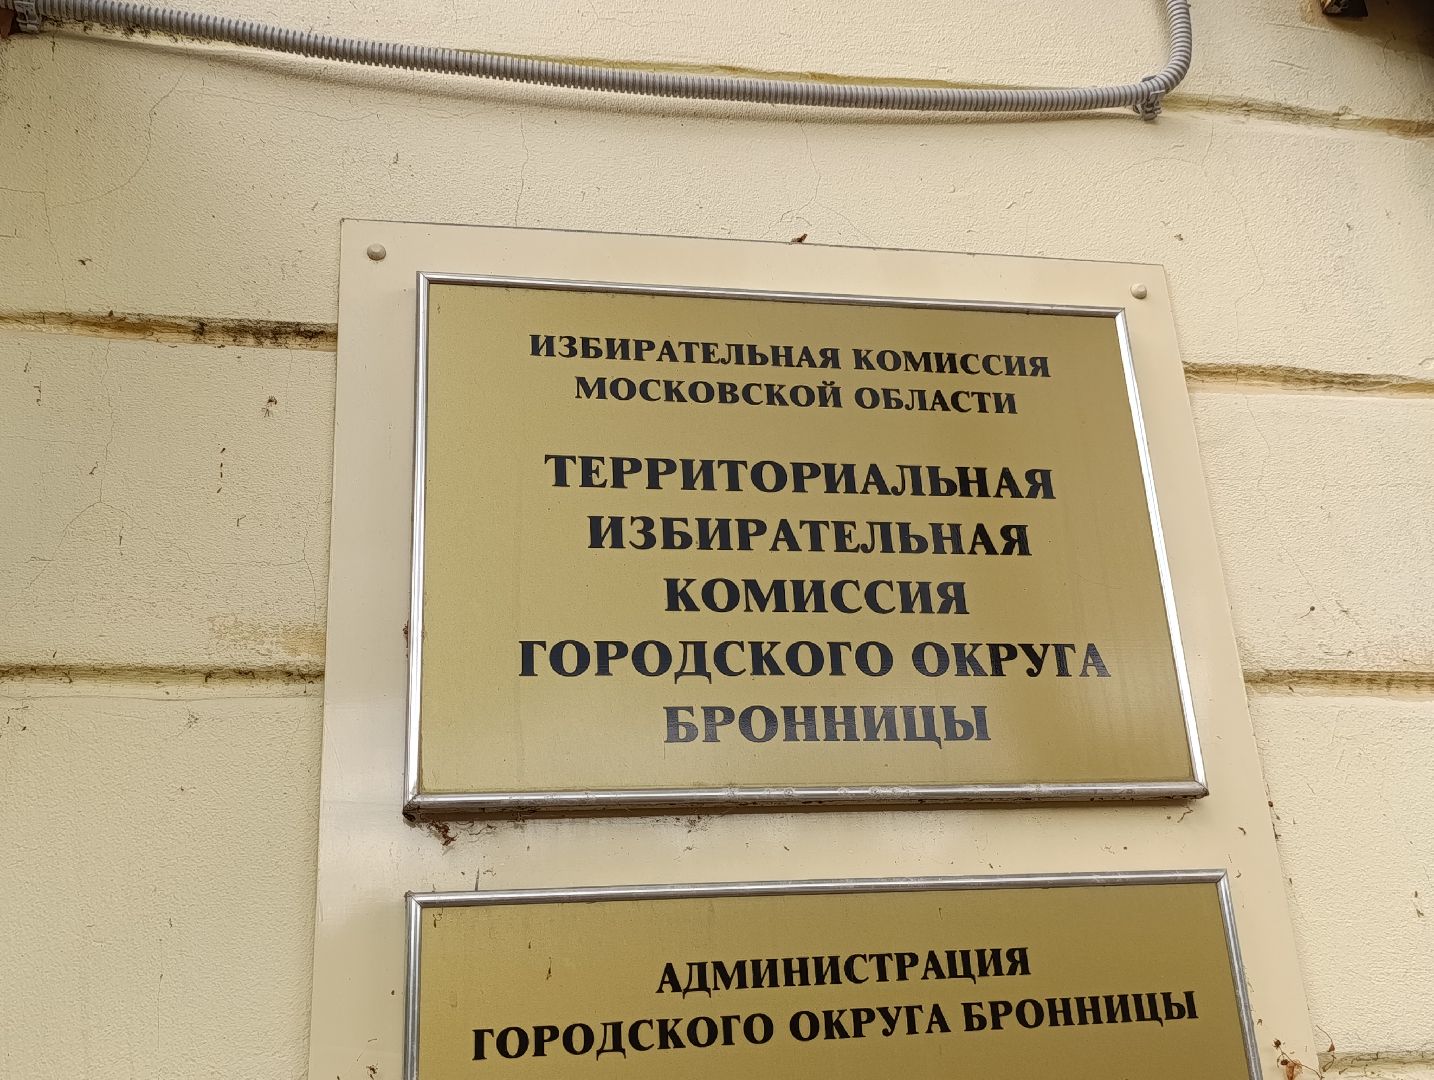 ИЗБИРАТЕЛЬНАЯ КОМИССИЯ
МОСКОВСКОЙ ОБЛАСТИ
ТЕРРИТОРИАЛЬНАЯ
ИЗБИРАТЕЛЬНАЯ
КОМИССИЯ
ГОРОДСКОГО ОКРУГА
БРОННИЦЫ
АДМИНИСТРАЦИЯ
ГОРОДСКОГО ОКРУГА БРОННИЦЫ